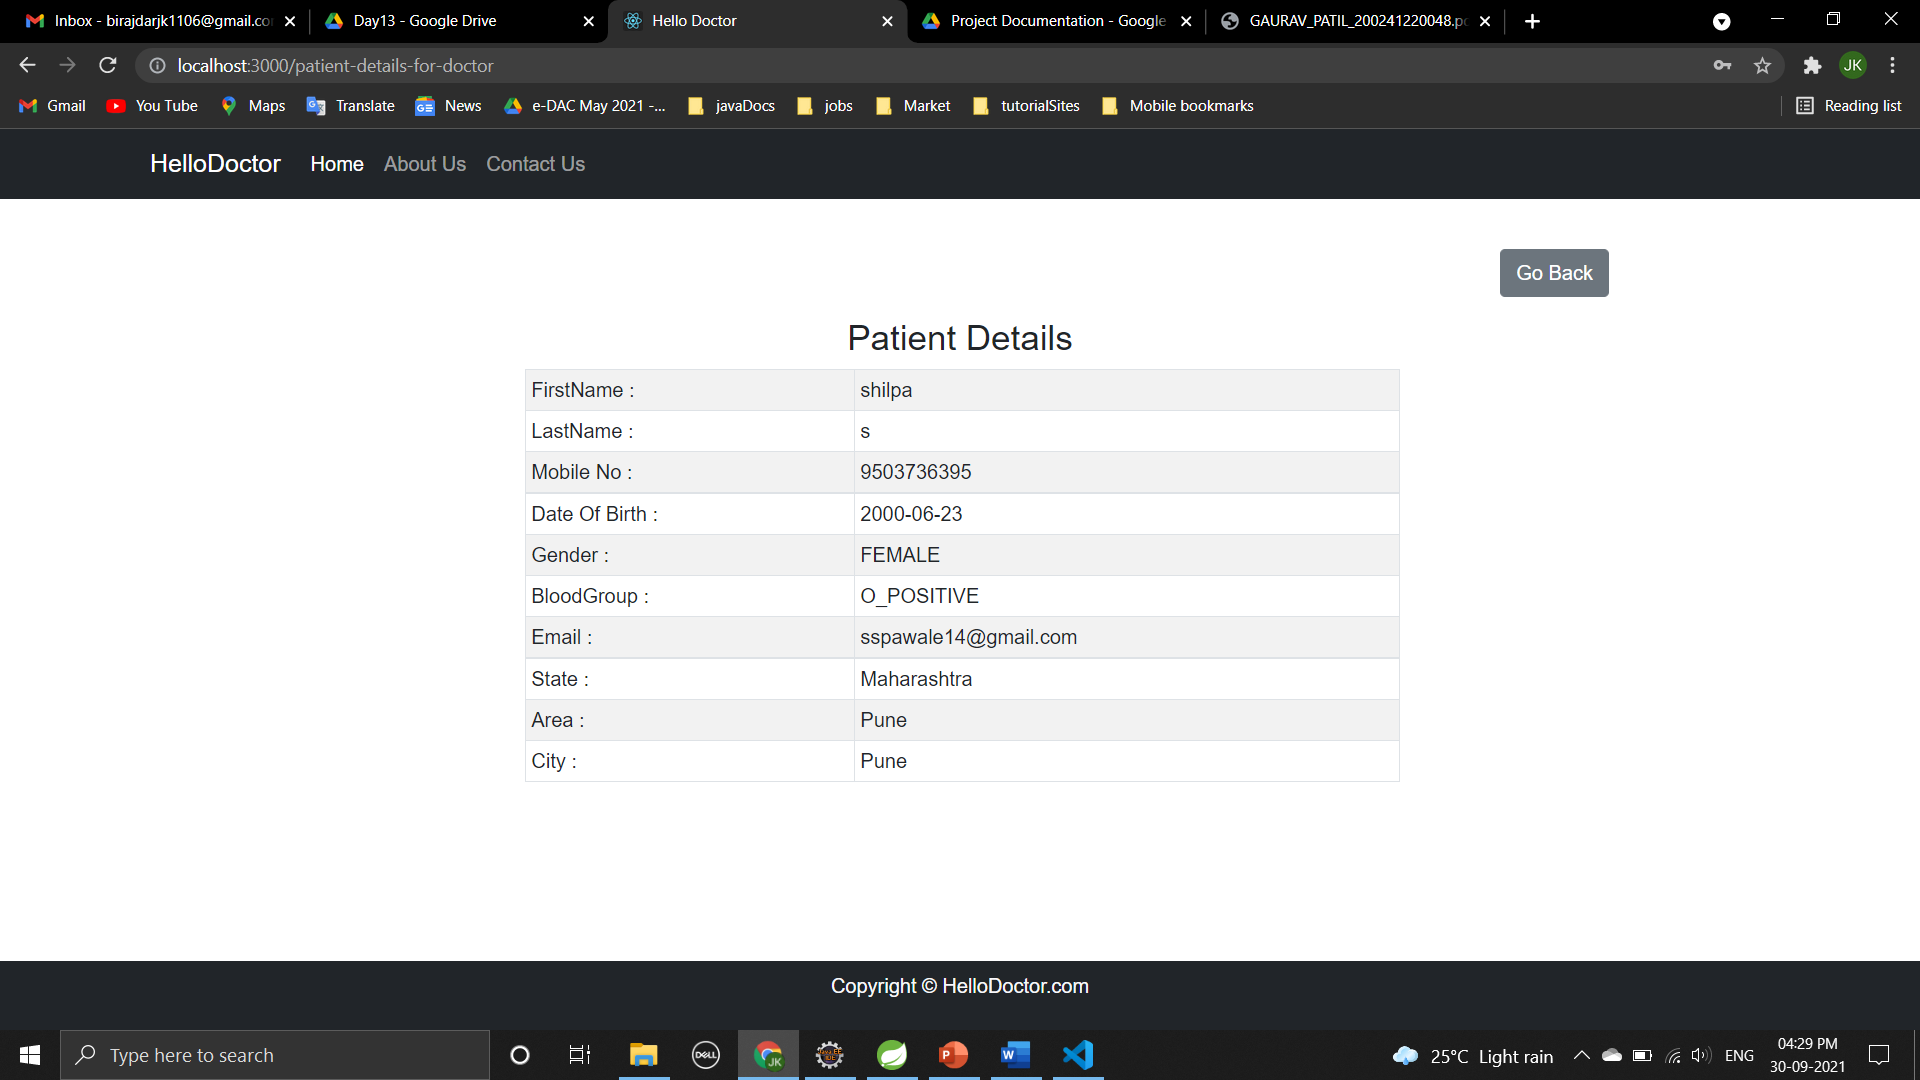 Inbox - birajdarjk1106@gmail.co
Day13 - Google Drive
Hello Doctor
Project Documentation - Google
GAURAV_PATIL_200241220048.p
localhost:3000/patient-details-for-doctor
JK
Gmail
You Tube
Maps
Translate
News
e-DAC May 2021 -...
javaDocs
jobs
Market
tutorialSites
Mobile bookmarks
Reading list
HelloDoctor
Home
About Us
Contact Us
Go Back
Patient Details
FirstName : shilpa
LastName : s
Mobile No : 9503736395
Date Of Birth : 2000-06-23
Gender : FEMALE
BloodGroup : O_POSITIVE
Email : sspawale14@gmail.com
State : Maharashtra
Area : Pune
City : Pune
Copyright © HelloDoctor.com
Type here to search
DELL
JK
25°C Light rain
ENG
04:29 PM
30-09-2021